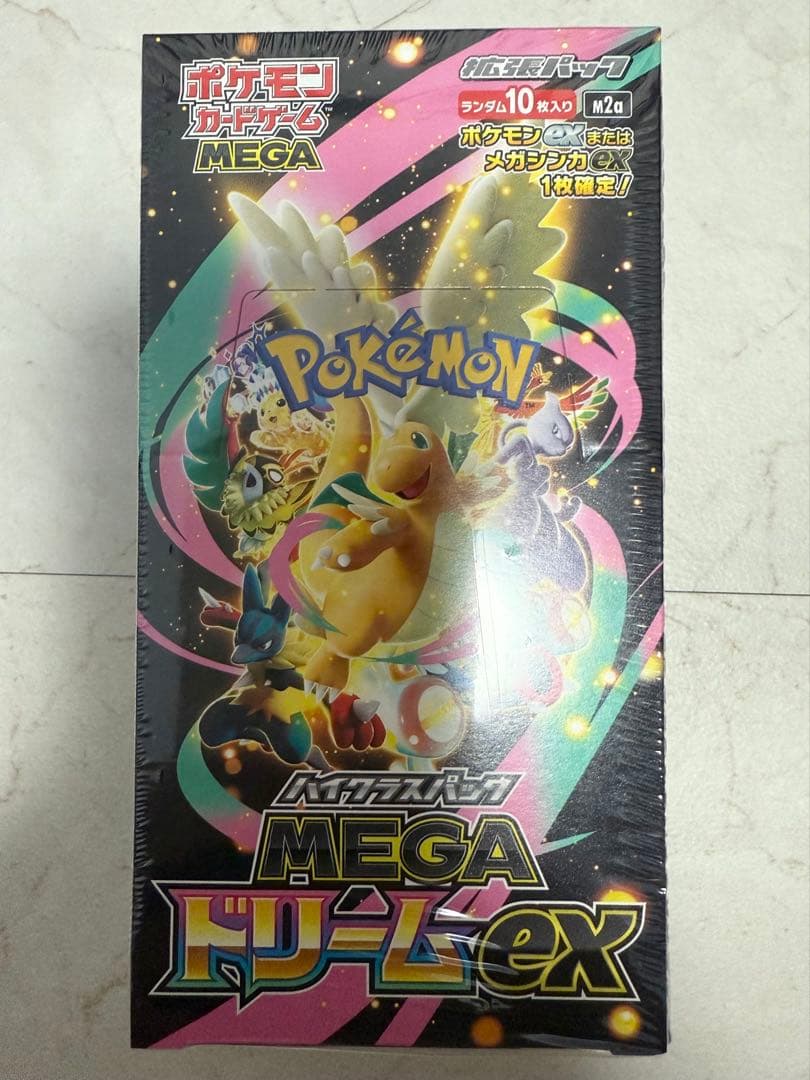 ポケモン
カードゲーム™
MEGA
拡張パック
ランダム10枚入り
M2a
ポケモンexまたは
メガシンカex
1枚確定!
POKéMON™
ハイクラスパック
MEGA
ドリームex